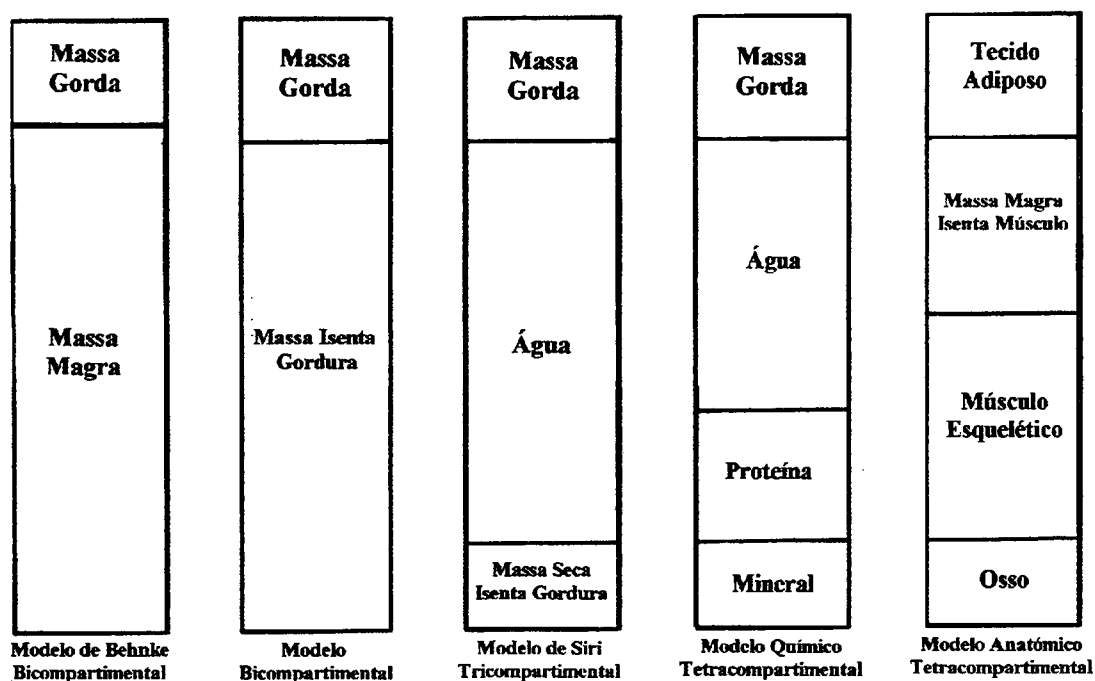 Massa
Gorda
Massa
Magra
Modelo de Behnke
Bicompartimental
Massa
Gorda
Massa Isenta
Gordura
Modelo
Bicompartimental
Massa
Gorda
Água
Massa Seca
Isenta Gordura
Modelo de Siri
Tricompartimental
Massa
Gorda
Água
Proteína
Mineral
Modelo Químico
Tetracompartimental
Tecido
Adiposo
Massa Magra
Isenta Músculo
Músculo
Esquelético
Osso
Modelo Anatómico
Tetracompartimental